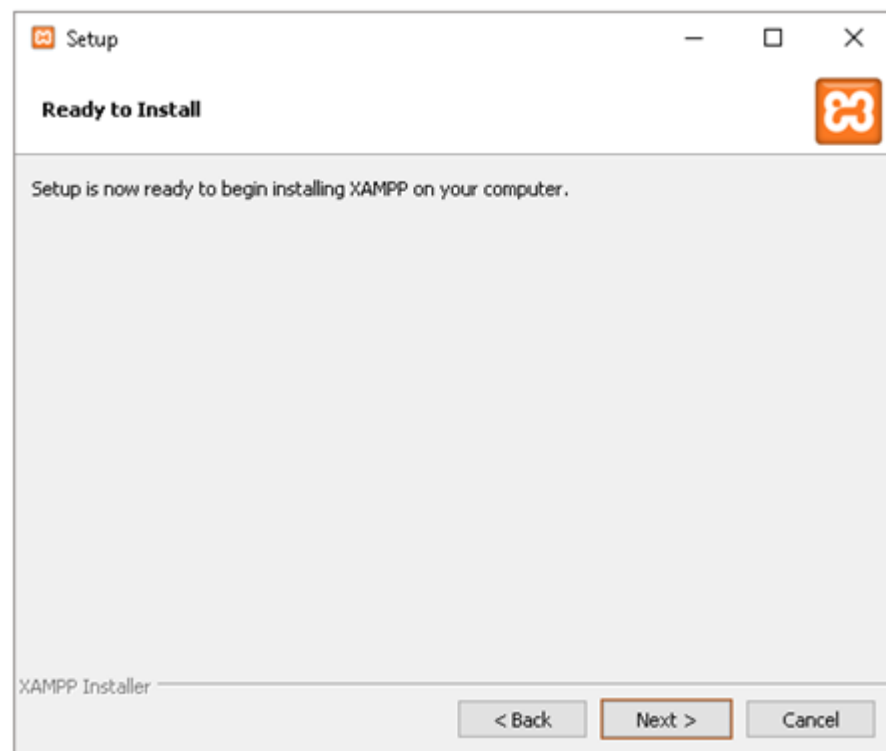 Setup
Ready to Install
Setup is now ready to begin installing XAMPP on your computer.
XAMPP Installer
< Back Next > Cancel